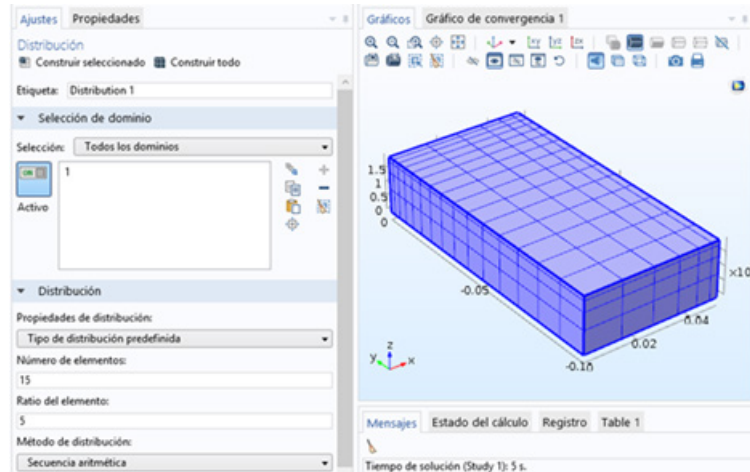 Ajustes Propiedades
Distribución
Construir seleccionado Construir todo
Etiqueta: Distribution 1
Selección de dominio
Selección: Todos los dominios
1
Activo
Distribución
Propiedades de distribución:
Tipo de distribución predefinida
Número de elementos:
15
Ratio del elemento:
5
Método de distribución:
Secuencia aritmética
Gráficos Gráfico de convergencia 1
xy yz zx
1.5
1
0.5
0
0
-0.05
×10
0.04
0.02
-0.10
z
y x
Mensajes Estado del cálculo Registro Table 1
Tiempo de solución (Study 1): 5 s.